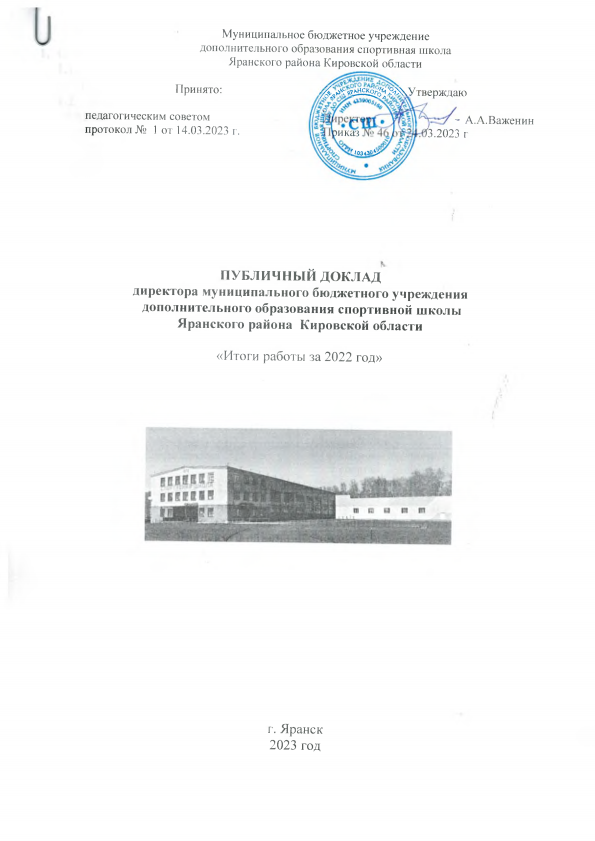 Муниципальное бюджетное учреждение
дополнительного образования спортивная школа
Яранского района Кировской области
Принято:
Утверждаю
педагогическим советом
протокол № 1 от 14.03.2023 г.
Директор
А.А.Важенин
Приказ № 46 от 24.03.2023 г
СШ
ПУБЛИЧНЫЙ ДОКЛАД
директора муниципального бюджетного учреждения
дополнительного образования спортивной школы
Яранского района Кировской области
«Итоги работы за 2022 год»
г. Яранск
2023 год